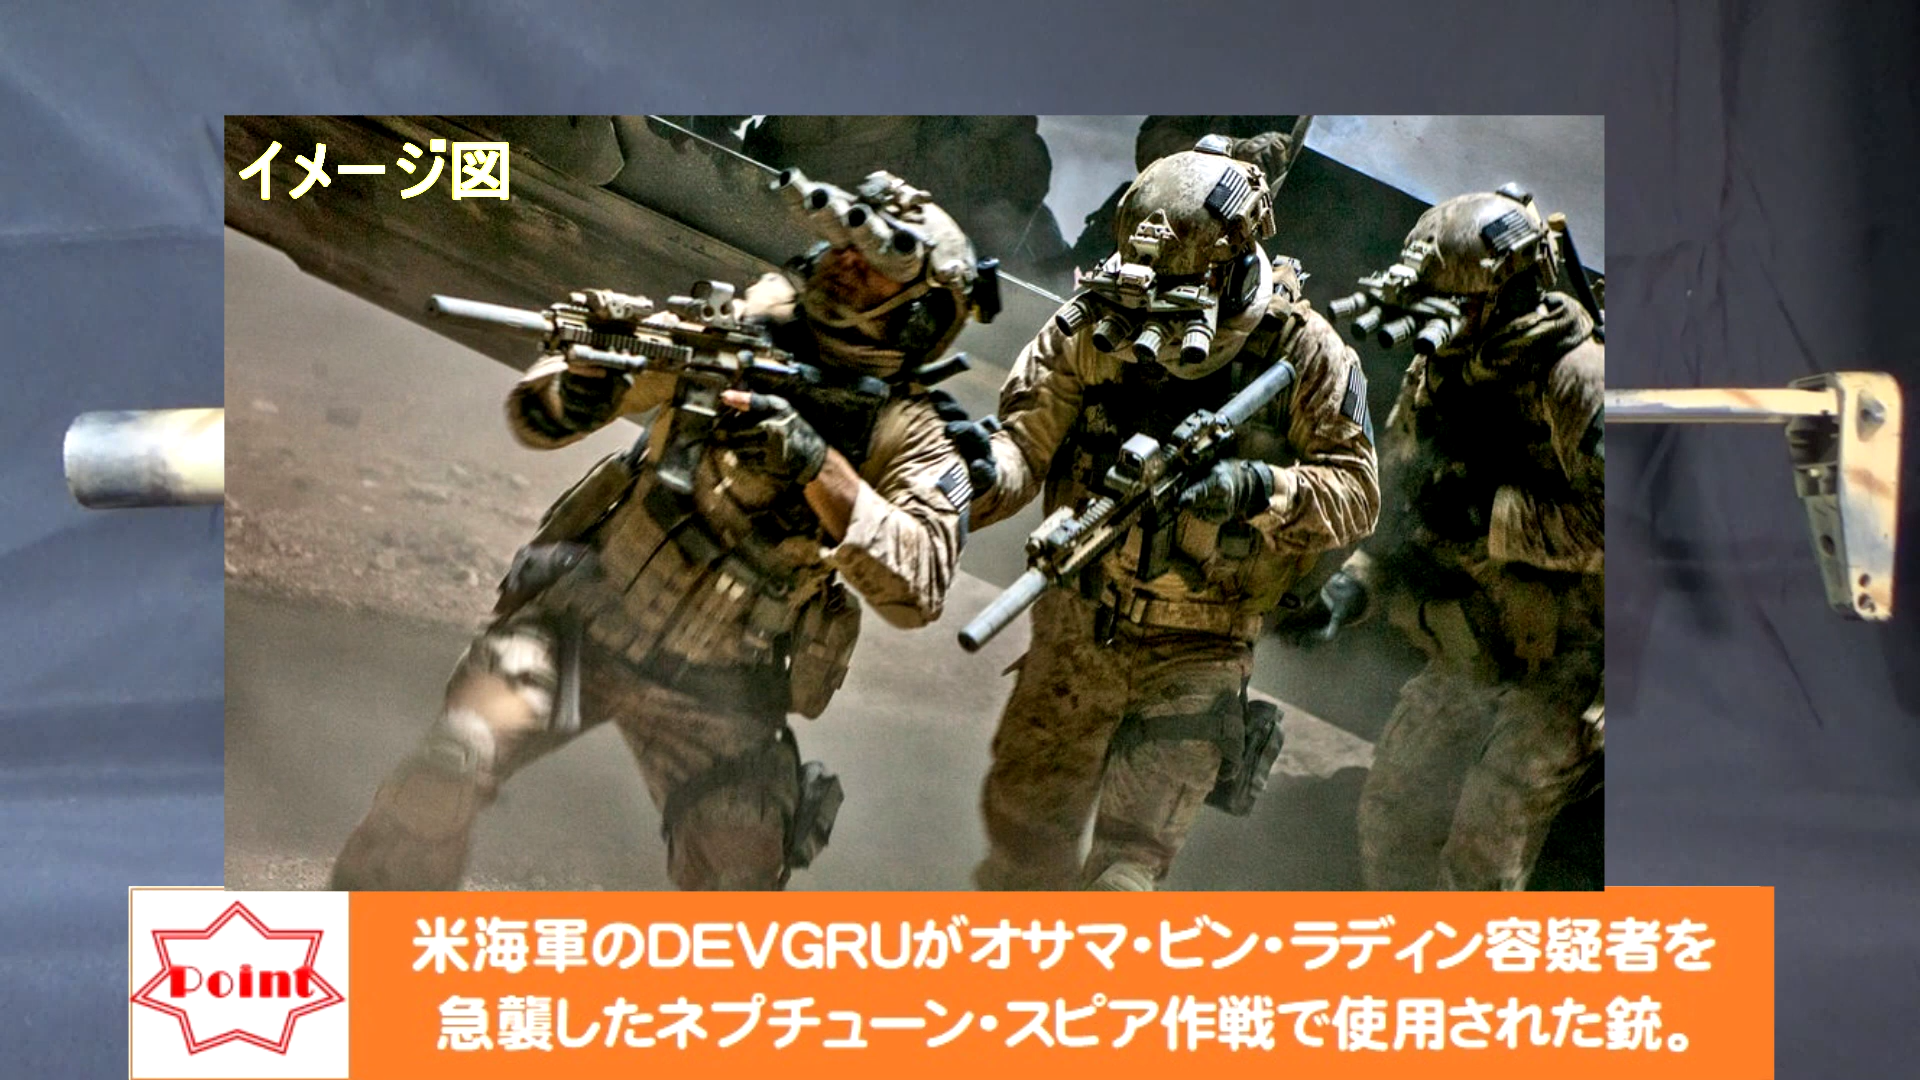 イメージ図
Point
米海軍のDEVGRUがオサマ・ビン・ラディン容疑者を
急襲したネプチューン・スピア作戦で使用された銃。